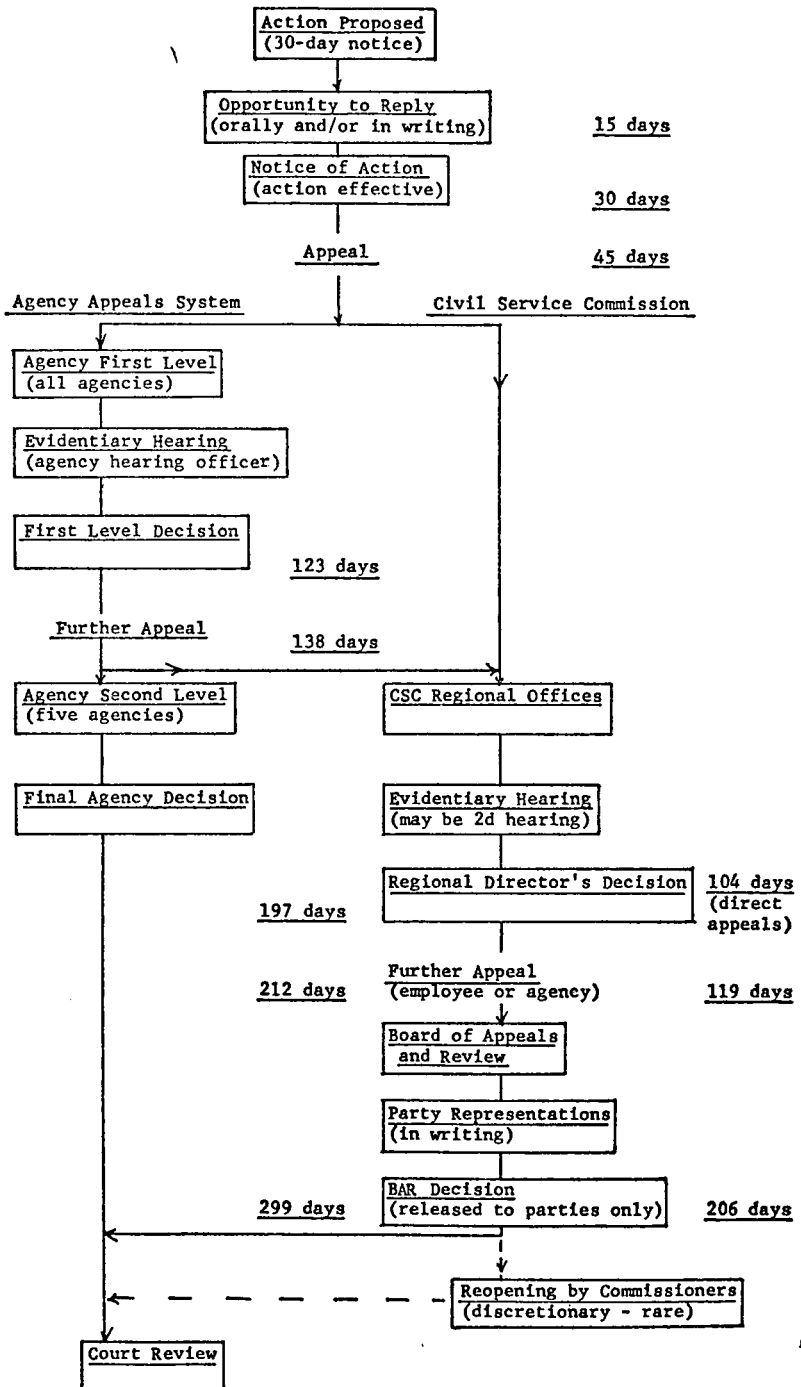 Action Proposed
(30-day notice)
Opportunity to Reply
(orally and/or in writing)
15 days
Notice of Action
(action effective)
30 days
Appeal
45 days
Agency Appeals System
Civil Service Commission
Agency First Level
(all agencies)
Evidentiary Hearing
(agency hearing officer)
First Level Decision
123 days
Further Appeal
138 days
Agency Second Level
(five agencies)
CSC Regional Offices
Final Agency Decision
Evidentiary Hearing
(may be 2d hearing)
Regional Director's Decision
104 days
(direct
appeals)
197 days
Further Appeal
(employee or agency)
212 days
119 days
Board of Appeals
and Review
Party Representations
(in writing)
BAR Decision
(released to parties only)
299 days
206 days
Reopening by Commissioners
(discretionary - rare)
Court Review